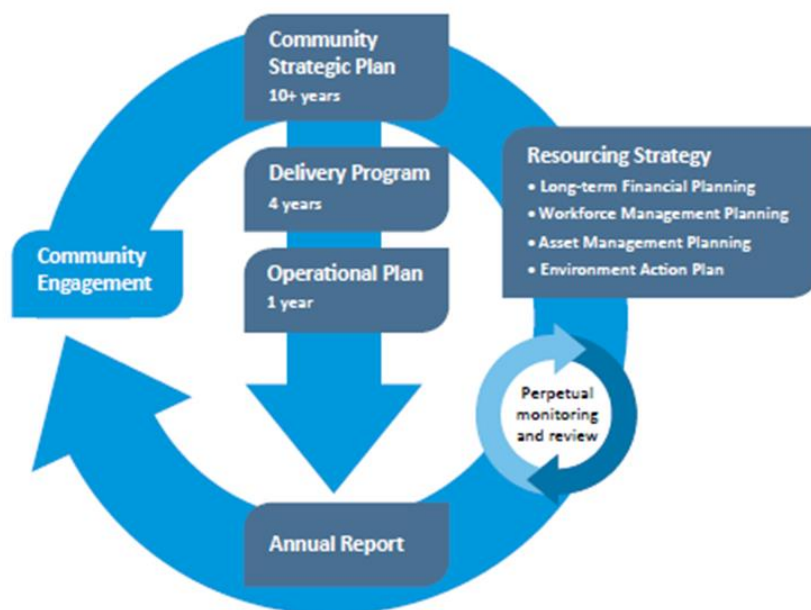 Community
Strategic Plan
10+ years
Delivery Program
4 years
Operational Plan
1 year
Resourcing Strategy
• Long-term Financial Planning
• Workforce Management Planning
• Asset Management Planning
• Environment Action Plan
Community
Engagement
Perpetual
monitoring
and review
Annual Report